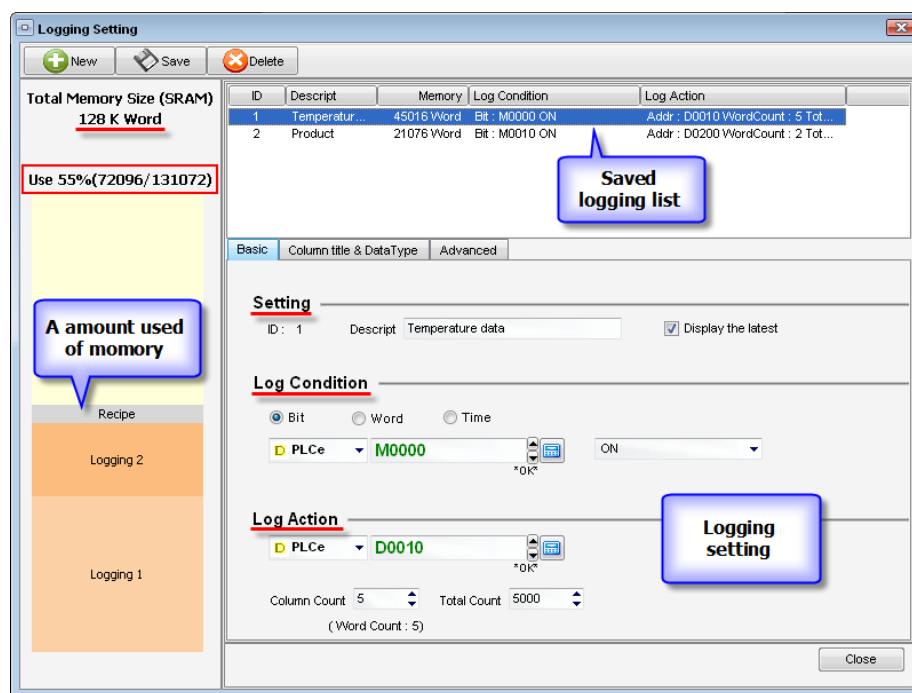 Logging Setting
New Save Delete
Total Memory Size (SRAM)
128 K Word
Use 55%(72096/131072)
A amount used
of momory
Recipe
Logging 2
Logging 1
ID Descript Memory Log Condition Log Action
1 Temperatur... 45016 Word Bit : M0000 ON Addr : D0010 WordCount : 5 Tot...
2 Product 21076 Word Bit : M0010 ON Addr : D0200 WordCount : 2 Tot...
Saved
logging list
Basic Column title & DataType Advanced
Setting
ID : 1 Descript Temperature data Display the latest
Log Condition
Bit Word Time
D PLCe M0000 ON
*OK*
Log Action
D PLCe D0010
*OK*
Column Count 5 Total Count 5000
( Word Count : 5)
Logging
setting
Close